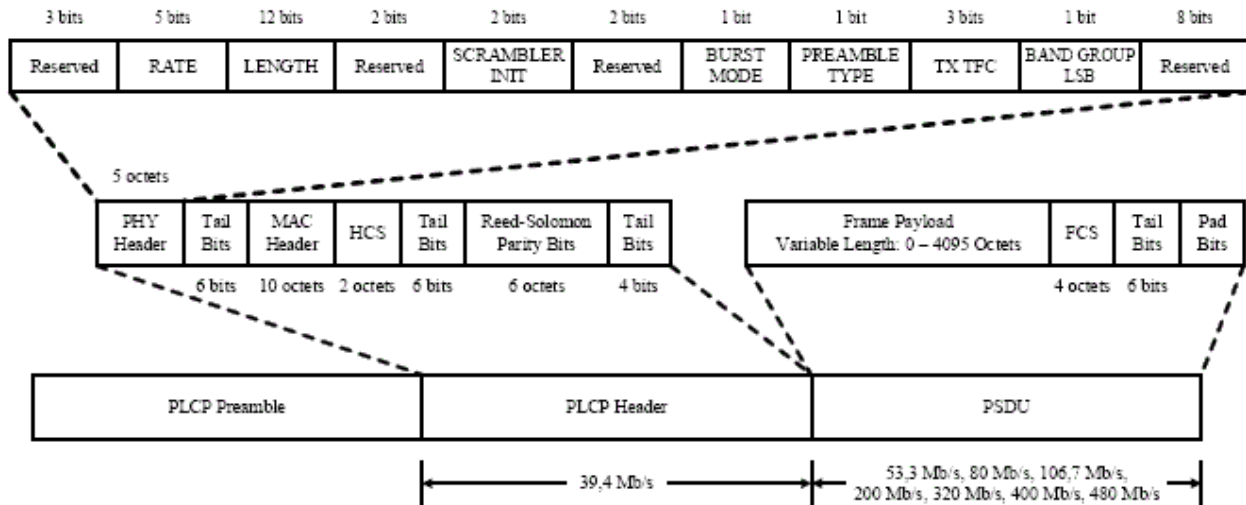 3 bits 5 bits 12 bits 2 bits 2 bits 2 bits 1 bit 1 bit 3 bits 1 bit 8 bits
Reserved RATE LENGTH Reserved SCRAMBLER INIT Reserved BURST MODE PREAMBLE TYPE TX TFC BAND GROUP LSB Reserved
5 octets
PHY Header Tail Bits MAC Header HCS Tail Bits Reed-Solomon Parity Bits Tail Bits
Frame Payload
Variable Length: 0 – 4095 Octets
FCS Tail Bits Pad Bits
6 bits 10 octets 2 octets 6 bits 6 octets 4 bits 4 octets 6 bits
PLCP Preamble PLCP Header PSDU
39,4 Mb/s
53,3 Mb/s, 80 Mb/s, 106,7 Mb/s,
200 Mb/s, 320 Mb/s, 400 Mb/s, 480 Mb/s